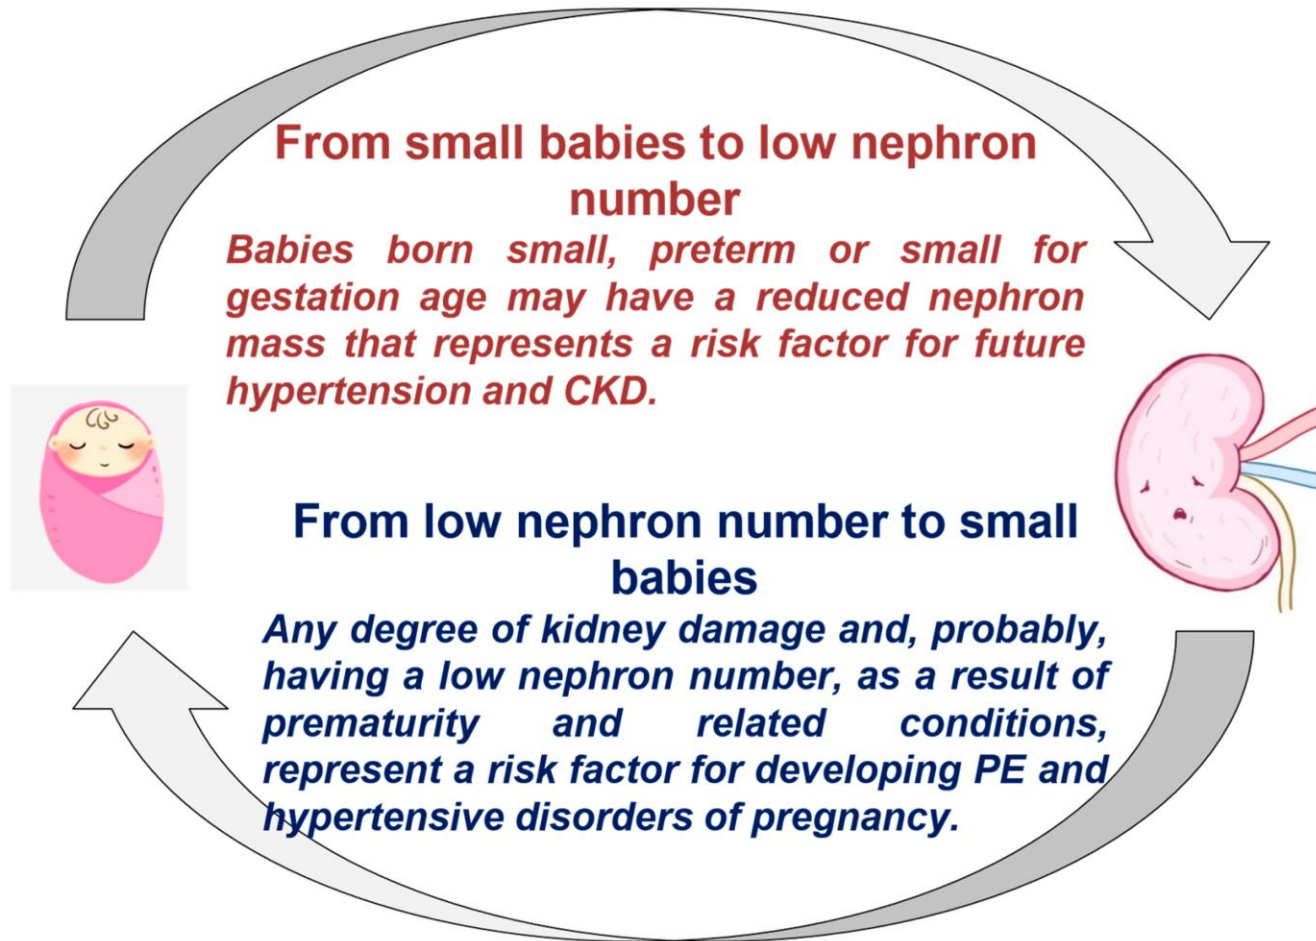 From small babies to low nephron
number
Babies born small, preterm or small for
gestation age may have a reduced nephron
mass that represents a risk factor for future
hypertension and CKD.
From low nephron number to small
babies
Any degree of kidney damage and, probably,
having a low nephron number, as a result of
prematurity and related conditions,
represent a risk factor for developing PE and
hypertensive disorders of pregnancy.